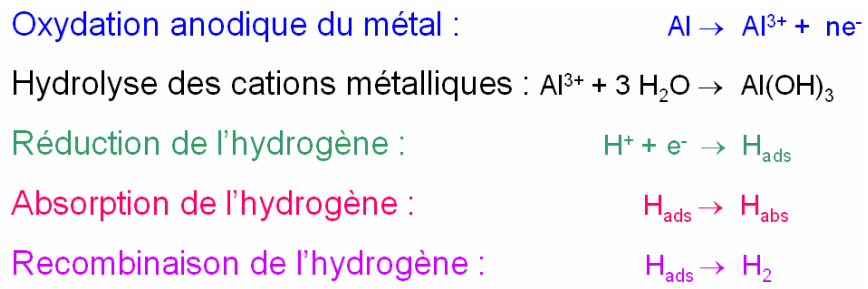 Oxydation anodique du métal : Al → Al³⁺ + ne⁻
Hydrolyse des cations métalliques : Al³⁺ + 3 H₂O → Al(OH)₃
Réduction de l'hydrogène : H⁺ + e⁻ → Hₐds
Absorption de l'hydrogène : Hₐds → Hₐbs
Recombinaison de l'hydrogène : Hₐds → H₂